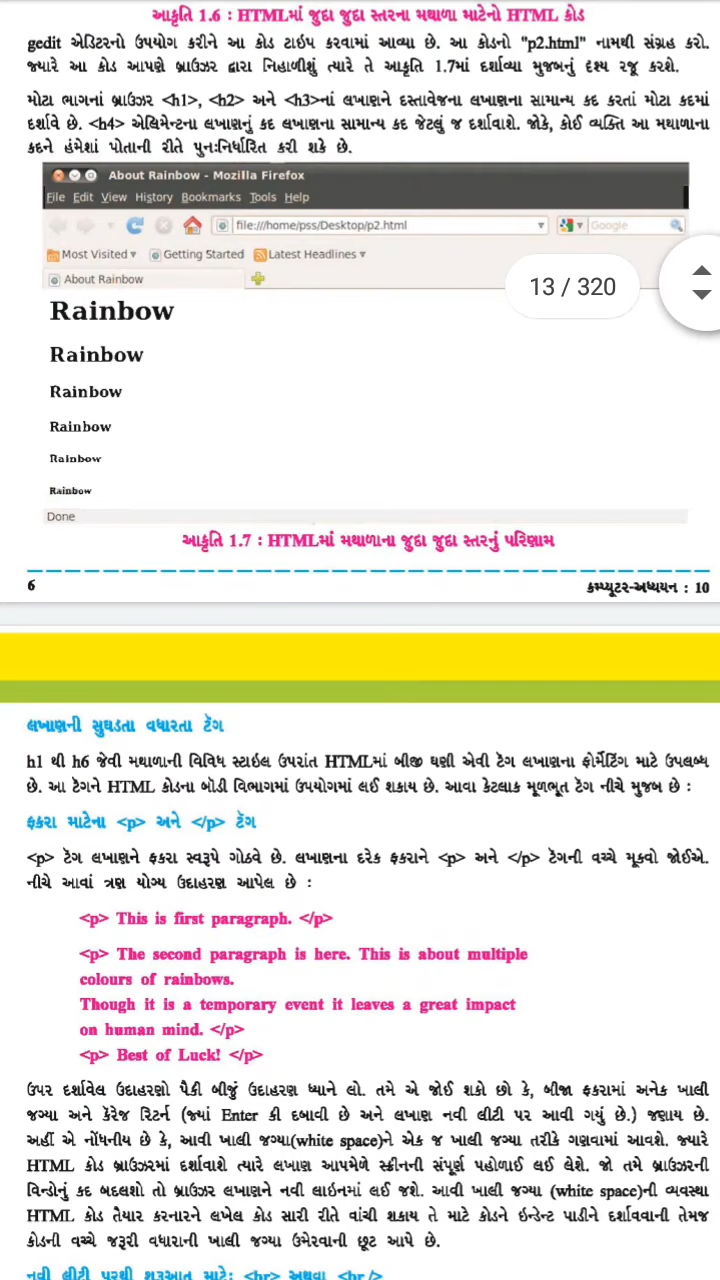 આકૃતિ 1.6 : HTMLમાં જુદા જુદા સ્તરના મથાળા માટેનો HTML કોડ
gedit એડિટરનો ઉપયોગ કરીને આ કોડ ટાઇપ કરવામાં આવ્યા છે. આ કોડનો "p2.html" નામથી સંગ્રહ કરો.
જ્યારે આ કોડ આપણે બ્રાઉઝર દ્વારા નિહાળીશું ત્યારે તે આકૃતિ 1.7માં દર્શાવ્યા મુજબનું દૃશ્ય રજૂ કરશે.
મોટા ભાગનાં બ્રાઉઝર <h1>, <h2> અને <h3>નાં લખાણને દસ્તાવેજના લખાણના સામાન્ય કદ કરતાં મોટા કદમાં
દર્શાવે છે. <h4> એલિમેન્ટના લખાણનું કદ લખાણના સામાન્ય કદ જેટલું જ દર્શાવાશે. જોકે, કોઈ વ્યક્તિ આ મથાળાના
કદને હંમેશાં પોતાની રીતે પુનઃનિર્ધારિત કરી શકે છે.
About Rainbow - Mozilla Firefox
File Edit View History Bookmarks Tools Help
file:///home/pss/Desktop/p2.html
Google
Most Visited Getting Started Latest Headlines
About Rainbow
13 / 320
Rainbow
Rainbow
Rainbow
Rainbow
Rainbow
Rainbow
Done
આકૃતિ 1.7 : HTMLમાં મથાળાના જુદા જુદા સ્તરનું પરિણામ
6 કમ્પ્યૂટર-અધ્યયન : 10
લખાણની સુઘડતા વધારતા ટૅગ
h1 થી h6 જેવી મથાળાની વિવિધ સ્ટાઇલ ઉપરાંત HTMLમાં બીજી ઘણી એવી ટૅગ લખાણના ફોર્મેટિંગ માટે ઉપલબ્ધ
છે. આ ટૅગને HTML કોડના બૉડી વિભાગમાં ઉપયોગમાં લઈ શકાય છે. આવા કેટલાક મૂળભૂત ટૅગ નીચે મુજબ છે :
ફકરા માટેના <p> અને </p> ટૅગ
<p> ટૅગ લખાણને ફકરા સ્વરૂપે ગોઠવે છે. લખાણના દરેક ફકરાને <p> અને </p> ટૅગની વચ્ચે મૂકવો જોઈએ.
નીચે આવાં ત્રણ યોગ્ય ઉદાહરણ આપેલ છે :
<p> This is first paragraph. </p>
<p> The second paragraph is here. This is about multiple
colours of rainbows.
Though it is a temporary event it leaves a great impact
on human mind. </p>
<p> Best of Luck! </p>
ઉપર દર્શાવેલ ઉદાહરણો પૈકી બીજું ઉદાહરણ ધ્યાને લો. તમે એ જોઈ શકો છો કે, બીજા ફકરામાં અનેક ખાલી
જગ્યા અને કૅરેજ રિટર્ન (જ્યાં Enter કી દબાવી છે અને લખાણ નવી લીટી પર આવી ગયું છે.) જણાય છે.
અહીં એ નોંધનીય છે કે, આવી ખાલી જગ્યા(white space)ને એક જ ખાલી જગ્યા તરીકે ગણવામાં આવશે. જ્યારે
HTML કોડ બ્રાઉઝરમાં દર્શાવાશે ત્યારે લખાણ આપમેળે સ્ક્રીનની સંપૂર્ણ પહોળાઈ લઈ લેશે. જો તમે બ્રાઉઝરની
વિન્ડોનું કદ બદલશો તો બ્રાઉઝર લખાણને નવી લાઇનમાં લઈ જશે. આવી ખાલી જગ્યા (white space)ની વ્યવસ્થા
HTML કોડ તૈયાર કરનારને લખેલ કોડ સારી રીતે વાંચી શકાય તે માટે કોડને ઇન્ડેન્ટ પાડીને દર્શાવવાની તેમજ
કોડની વચ્ચે જરૂરી વધારાની ખાલી જગ્યા ઉમેરવાની છૂટ આપે છે.
નવી લીટી પરથી શરૂઆત માટે: <br> અથવા <br />